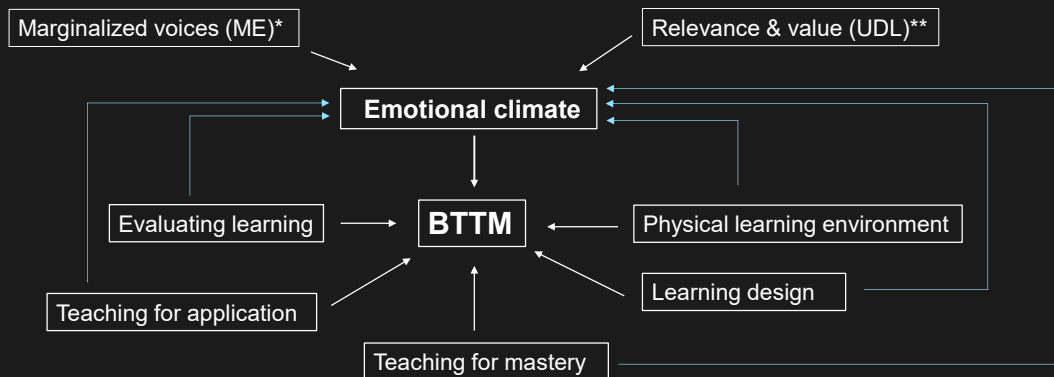 Marginalized voices (ME)*
Relevance & value (UDL)**
Emotional climate
Evaluating learning
BTTM
Physical learning environment
Teaching for application
Learning design
Teaching for mastery